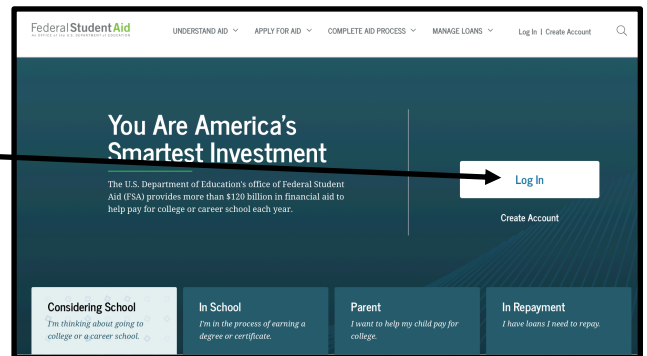 Federal Student Aid
AN OFFICE of the U.S. DEPARTMENT of EDUCATION
UNDERSTAND AID
APPLY FOR AID
COMPLETE AID PROCESS
MANAGE LOANS
Log In | Create Account
You Are America's
Smartest Investment
The U.S. Department of Education's office of Federal Student
Aid (FSA) provides more than $120 billion in financial aid to
help pay for college or career school each year.
Log In
Create Account
Considering School
I'm thinking about going to
college or a career school.
In School
I'm in the process of earning a
degree or certificate.
Parent
I want to help my child pay for
college.
In Repayment
I have loans I need to repay.